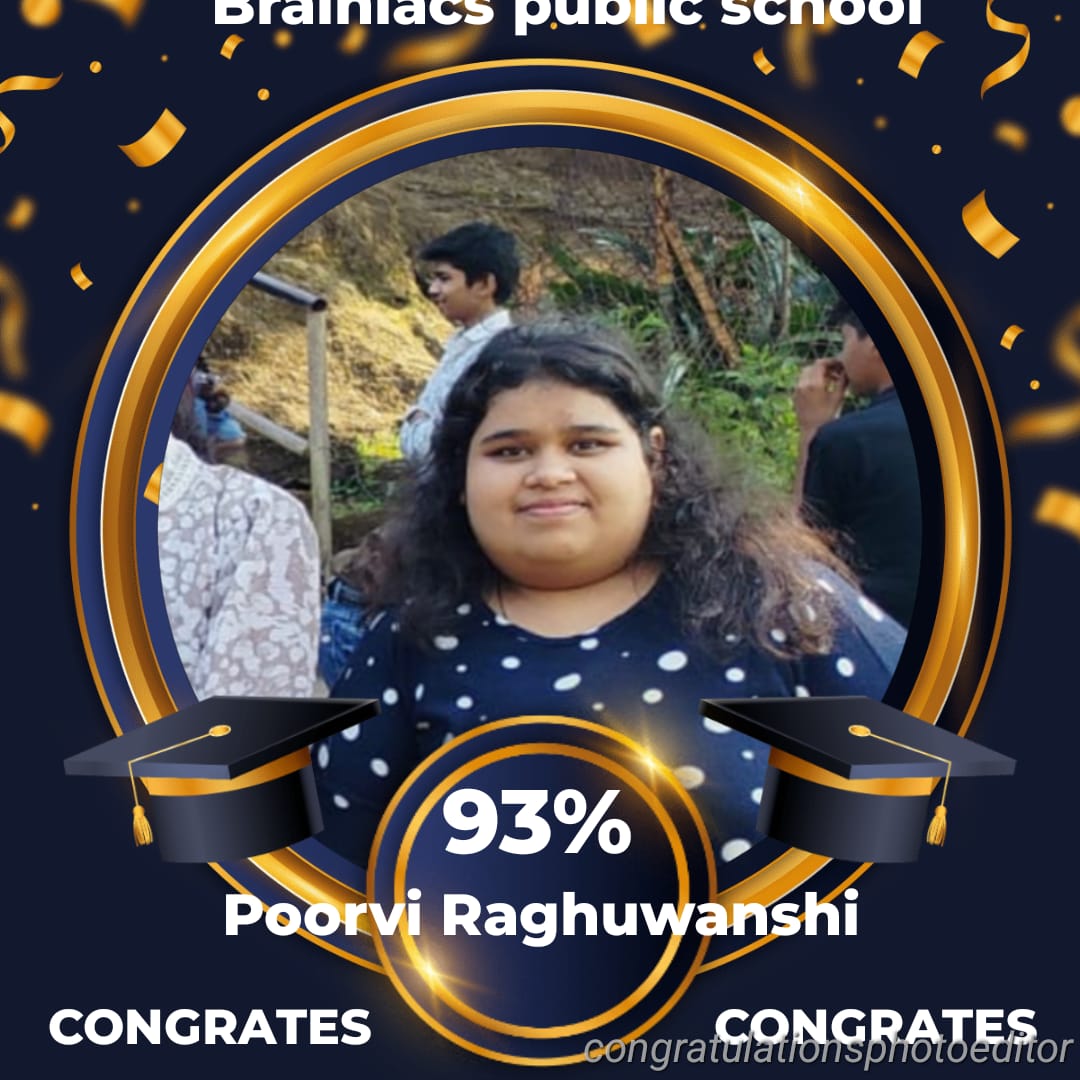 Brainiacs public school
93%
Poorvi Raghuwanshi
CONGRATES CONGRATES
congratulationsphotoeditor